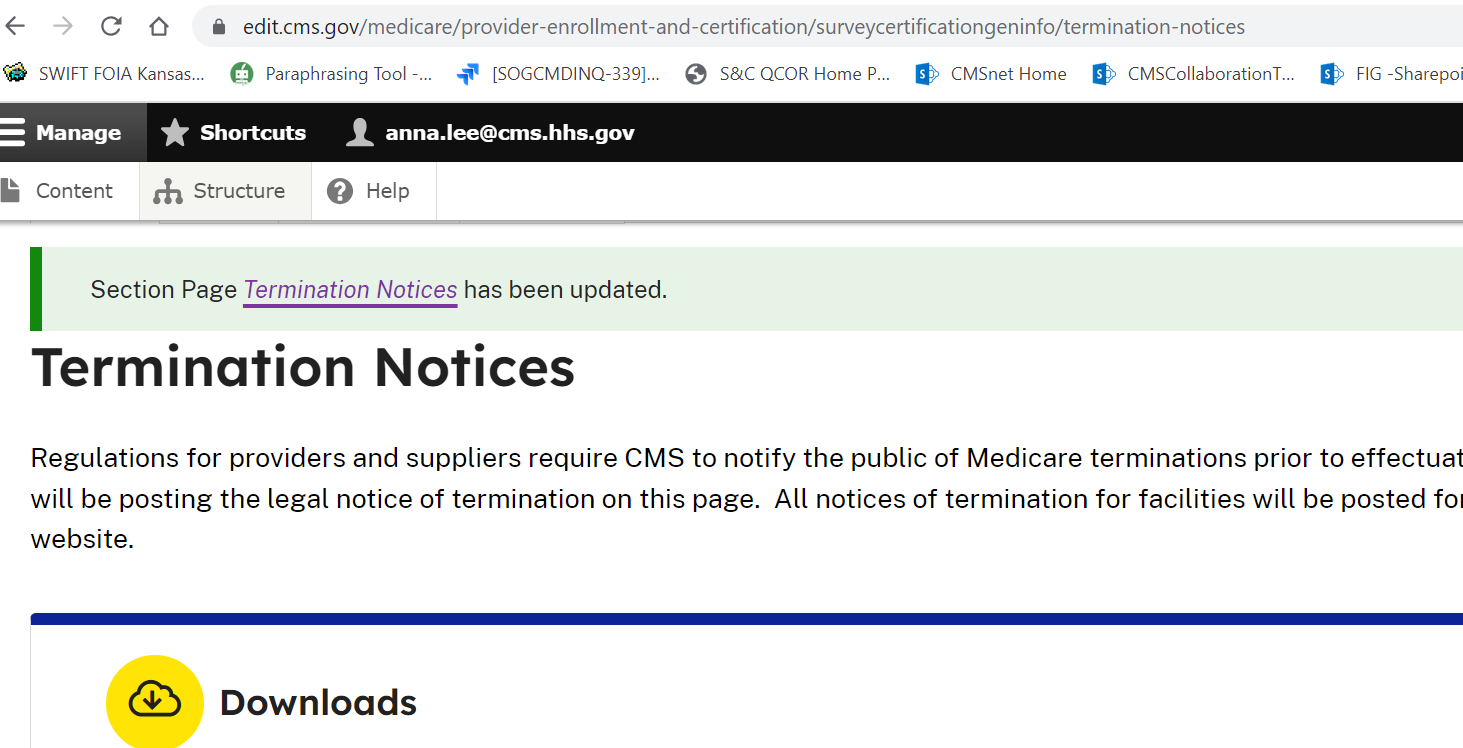 edit.cms.gov/medicare/provider-enrollment-and-certification/surveycertificationgeninfo/termination-notices
SWIFT FOIA Kansas... Paraphrasing Tool -... [SOGCMDINQ-339]... S&C QCOR Home P... CMSnet Home CMSCollaborationT... FIG -Sharepoi
Manage Shortcuts anna.lee@cms.hhs.gov
Content Structure Help
Section Page Termination Notices has been updated.
Termination Notices
Regulations for providers and suppliers require CMS to notify the public of Medicare terminations prior to effectuat
will be posting the legal notice of termination on this page.  All notices of termination for facilities will be posted for
website.
Downloads